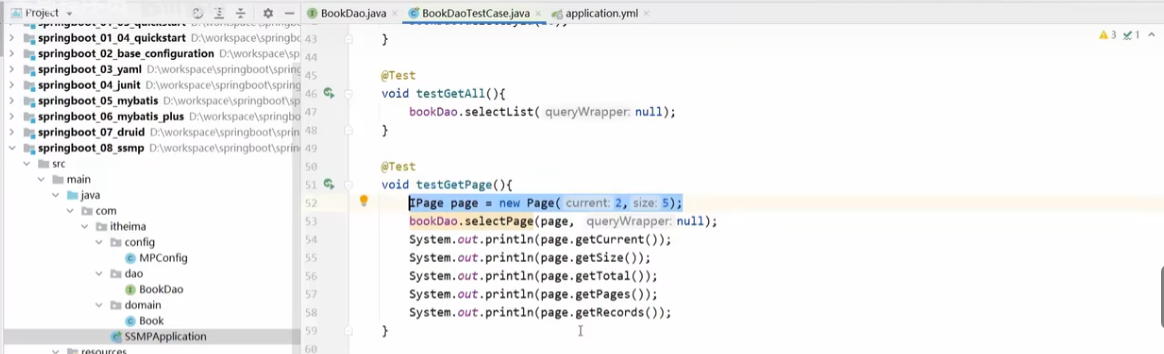 Project
BookDao.java
BookDaoTestCase.java
application.yml
springboot_01_04_quickstart D:\workspace\springbc
springboot_02_base_configuration D:\workspace\sp
springboot_03_yaml D:\workspace\springboot\spring
springboot_04_junit D:\workspace\springboot\spring
springboot_05_mybatis D:\workspace\springboot\sp
springboot_06_mybatis_plus D:\workspace\springbo
springboot_07_druid D:\workspace\springboot\sprin
springboot_08_ssmp D:\workspace\springboot\sprin
src
main
java
com
itheima
config
MPConfig
dao
BookDao
domain
Book
SSMPApplication
resources
3 1
43 }
44
45 @Test
46 void testGetAll(){
47 bookDao.selectList( queryWrapper: null);
48 }
49
50 @Test
51 void testGetPage(){
52 IPage page = new Page( current: 2, size: 5);
53 bookDao.selectPage(page, queryWrapper: null);
54 System.out.println(page.getCurrent());
55 System.out.println(page.getSize());
56 System.out.println(page.getTotal());
57 System.out.println(page.getPages());
58 System.out.println(page.getRecords());
59 }
60